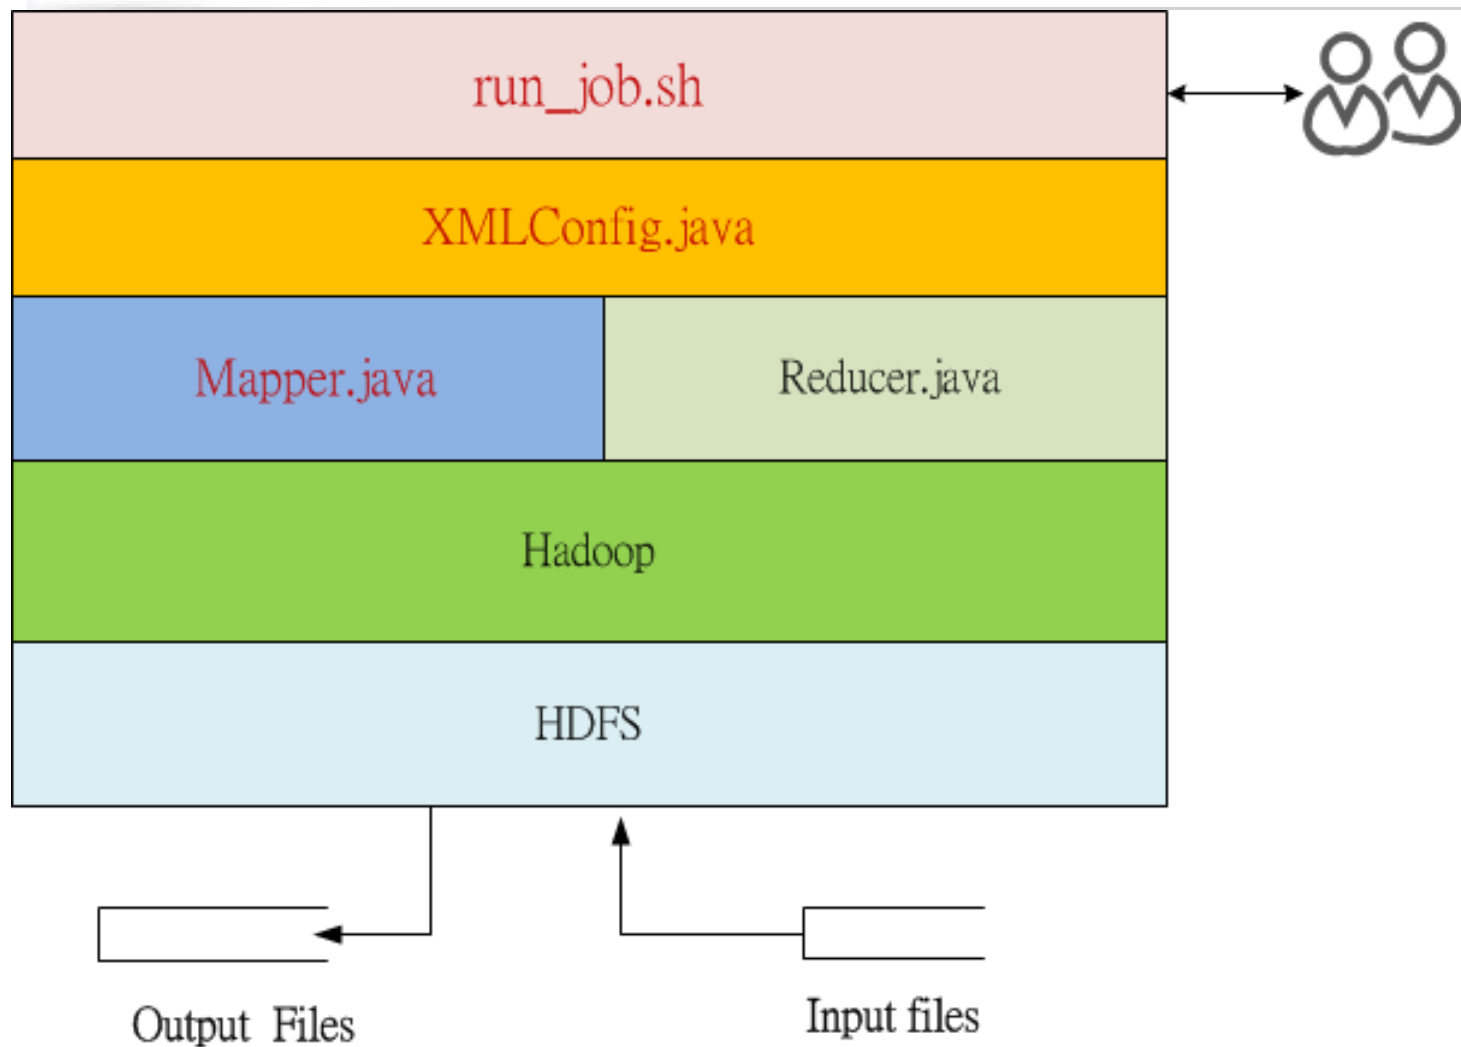 run_job.sh
XMLConfig.java
Mapper.java
Reducer.java
Hadoop
HDFS
Output Files
Input files